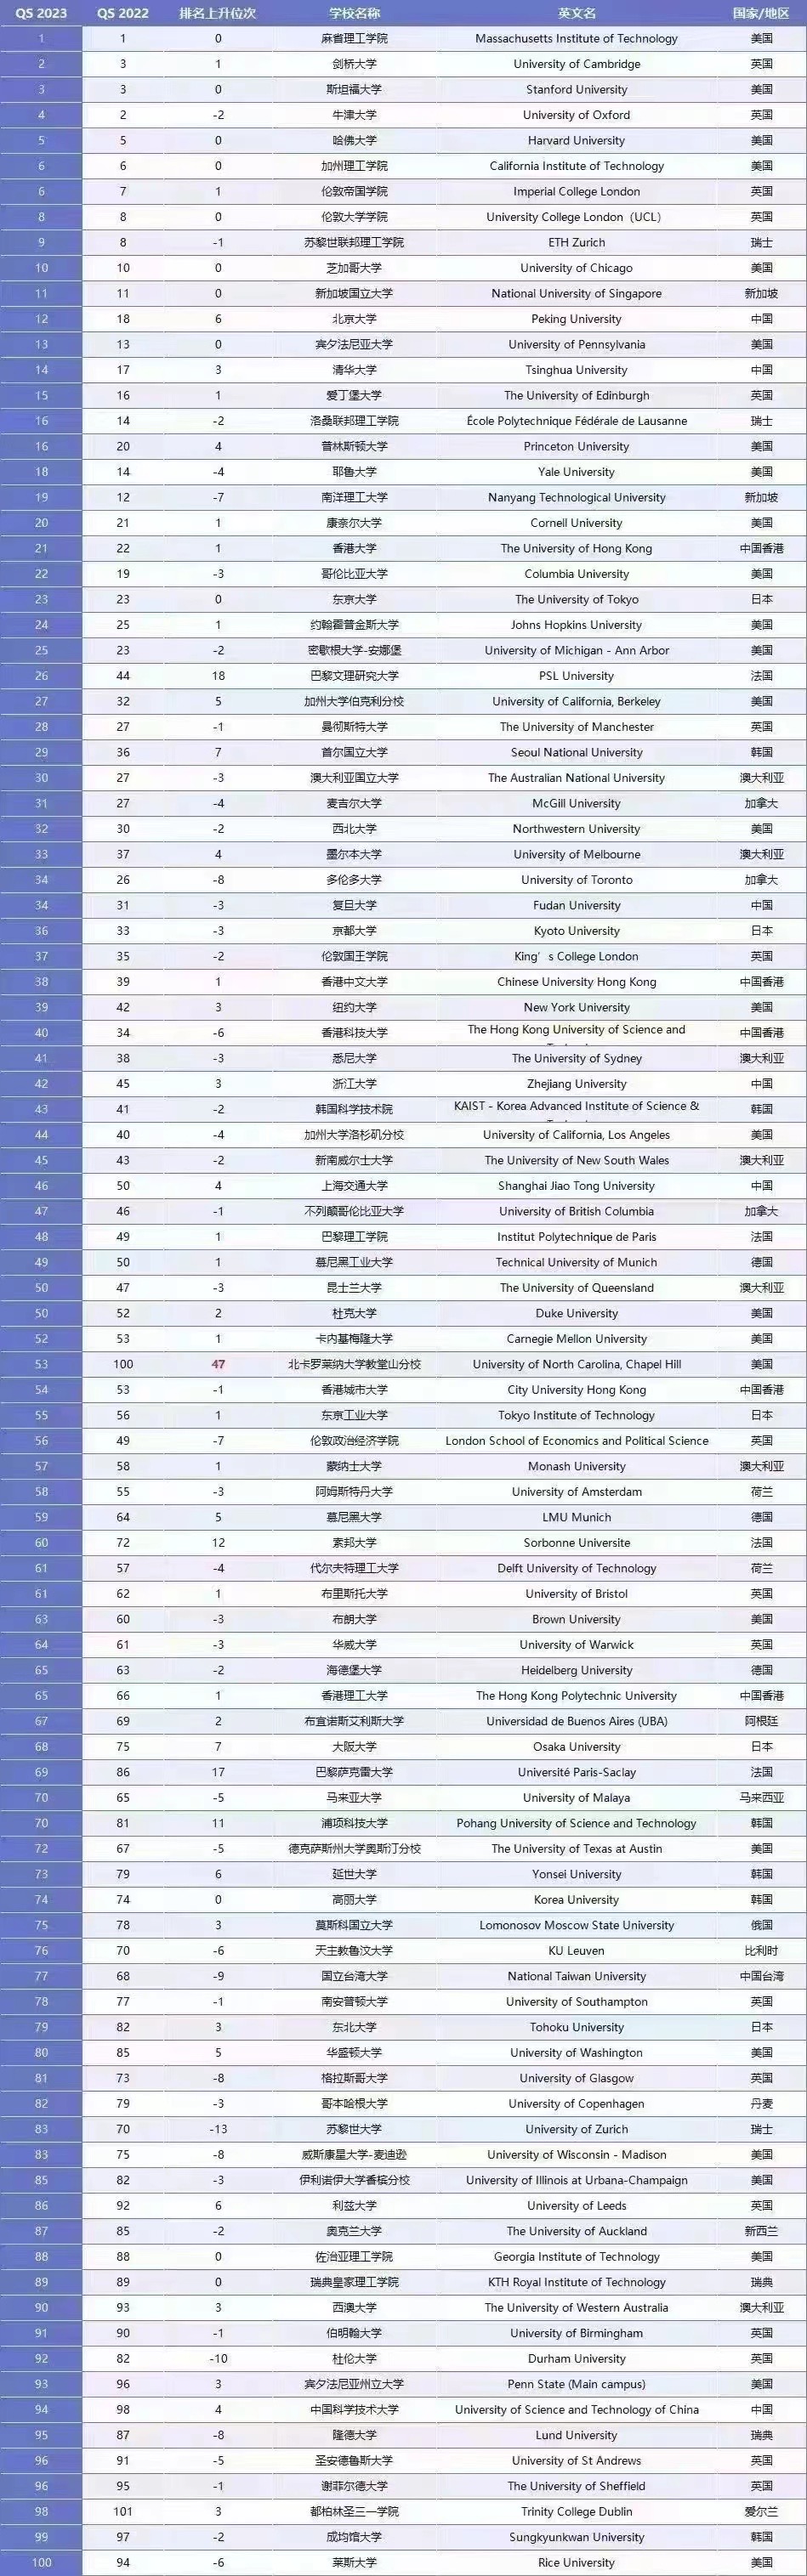 QS 2023 QS 2022 排名上升位次 学校名称 英文名 国家/地区
1 1 0 麻省理工学院 Massachusetts Institute of Technology 美国
2 3 1 剑桥大学 University of Cambridge 英国
3 3 0 斯坦福大学 Stanford University 美国
4 2 -2 牛津大学 University of Oxford 英国
5 5 0 哈佛大学 Harvard University 美国
6 6 0 加州理工学院 California Institute of Technology 美国
6 7 1 伦敦帝国学院 Imperial College London 英国
8 8 0 伦敦大学学院 University College London（UCL） 英国
9 8 -1 苏黎世联邦理工学院 ETH Zurich 瑞士
10 10 0 芝加哥大学 University of Chicago 美国
11 11 0 新加坡国立大学 National University of Singapore 新加坡
12 18 6 北京大学 Peking University 中国
13 13 0 宾夕法尼亚大学 University of Pennsylvania 美国
14 17 3 清华大学 Tsinghua University 中国
15 16 1 爱丁堡大学 The University of Edinburgh 英国
16 14 -2 洛桑联邦理工学院 École Polytechnique Fédérale de Lausanne 瑞士
16 20 4 普林斯顿大学 Princeton University 美国
18 14 -4 耶鲁大学 Yale University 美国
19 12 -7 南洋理工大学 Nanyang Technological University 新加坡
20 21 1 康奈尔大学 Cornell University 美国
21 22 1 香港大学 The University of Hong Kong 中国香港
22 19 -3 哥伦比亚大学 Columbia University 美国
23 23 0 东京大学 The University of Tokyo 日本
24 25 1 约翰霍普金斯大学 Johns Hopkins University 美国
25 23 -2 密歇根大学-安娜堡 University of Michigan - Ann Arbor 美国
26 44 18 巴黎文理研究大学 PSL University 法国
27 32 5 加州大学伯克利分校 University of California, Berkeley 美国
28 27 -1 曼彻斯特大学 The University of Manchester 英国
29 36 7 首尔国立大学 Seoul National University 韩国
30 27 -3 澳大利亚国立大学 The Australian National University 澳大利亚
31 27 -4 麦吉尔大学 McGill University 加拿大
32 30 -2 西北大学 Northwestern University 美国
33 37 4 墨尔本大学 University of Melbourne 澳大利亚
34 26 -8 多伦多大学 University of Toronto 加拿大
34 31 -3 复旦大学 Fudan University 中国
36 33 -3 京都大学 Kyoto University 日本
37 35 -2 伦敦国王学院 King’s College London 英国
38 39 1 香港中文大学 Chinese University Hong Kong 中国香港
39 42 3 纽约大学 New York University 美国
40 34 -6 香港科技大学 The Hong Kong University of Science and 中国香港
41 38 -3 悉尼大学 The University of Sydney 澳大利亚
42 45 3 浙江大学 Zhejiang University 中国
43 41 -2 韩国科学技术院 KAIST - Korea Advanced Institute of Science & 韩国
44 40 -4 加州大学洛杉矶分校 University of California, Los Angeles 美国
45 43 -2 新南威尔士大学 The University of New South Wales 澳大利亚
46 50 4 上海交通大学 Shanghai Jiao Tong University 中国
47 46 -1 不列颠哥伦比亚大学 University of British Columbia 加拿大
48 49 1 巴黎理工学院 Institut Polytechnique de Paris 法国
49 50 1 慕尼黑工业大学 Technical University of Munich 德国
50 47 -3 昆士兰大学 The University of Queensland 澳大利亚
50 52 2 杜克大学 Duke University 美国
52 53 1 卡内基梅隆大学 Carnegie Mellon University 美国
53 100 47 北卡罗莱纳大学教堂山分校 University of North Carolina, Chapel Hill 美国
54 53 -1 香港城市大学 City University Hong Kong 中国香港
55 56 1 东京工业大学 Tokyo Institute of Technology 日本
56 49 -7 伦敦政治经济学院 London School of Economics and Political Science 英国
57 58 1 蒙纳士大学 Monash University 澳大利亚
58 55 -3 阿姆斯特丹大学 University of Amsterdam 荷兰
59 64 5 慕尼黑大学 LMU Munich 德国
60 72 12 索邦大学 Sorbonne Universite 法国
61 57 -4 代尔夫特理工大学 Delft University of Technology 荷兰
61 62 1 布里斯托大学 University of Bristol 英国
63 60 -3 布朗大学 Brown University 美国
64 61 -3 华威大学 University of Warwick 英国
65 63 -2 海德堡大学 Heidelberg University 德国
65 66 1 香港理工大学 The Hong Kong Polytechnic University 中国香港
67 69 2 布宜诺斯艾利斯大学 Universidad de Buenos Aires (UBA) 阿根廷
68 75 7 大阪大学 Osaka University 日本
69 86 17 巴黎萨克雷大学 Université Paris-Saclay 法国
70 65 -5 马来亚大学 University of Malaya 马来西亚
70 81 11 浦项科技大学 Pohang University of Science and Technology 韩国
72 67 -5 德克萨斯州大学奥斯汀分校 The University of Texas at Austin 美国
73 79 6 延世大学 Yonsei University 韩国
74 74 0 高丽大学 Korea University 韩国
75 78 3 莫斯科国立大学 Lomonosov Moscow State University 俄国
76 70 -6 天主教鲁汶大学 KU Leuven 比利时
77 68 -9 国立台湾大学 National Taiwan University 中国台湾
78 77 -1 南安普顿大学 University of Southampton 英国
79 82 3 东北大学 Tohoku University 日本
80 85 5 华盛顿大学 University of Washington 美国
81 73 -8 格拉斯哥大学 University of Glasgow 英国
82 79 -3 哥本哈根大学 University of Copenhagen 丹麦
83 70 -13 苏黎世大学 University of Zurich 瑞士
83 75 -8 威斯康星大学-麦迪逊 University of Wisconsin - Madison 美国
85 82 -3 伊利诺伊大学香槟分校 University of Illinois at Urbana-Champaign 美国
86 92 6 利兹大学 University of Leeds 英国
87 85 -2 奥克兰大学 The University of Auckland 新西兰
88 88 0 佐治亚理工学院 Georgia Institute of Technology 美国
89 89 0 瑞典皇家理工学院 KTH Royal Institute of Technology 瑞典
90 93 3 西澳大学 The University of Western Australia 澳大利亚
91 90 -1 伯明翰大学 University of Birmingham 英国
92 82 -10 杜伦大学 Durham University 英国
93 96 3 宾夕法尼亚州立大学 Penn State (Main campus) 美国
94 98 4 中国科学技术大学 University of Science and Technology of China 中国
95 87 -8 隆德大学 Lund University 瑞典
96 91 -5 圣安德鲁斯大学 University of St Andrews 英国
96 95 -1 谢菲尔德大学 The University of Sheffield 英国
98 101 3 都柏林圣三一学院 Trinity College Dublin 爱尔兰
99 97 -2 成均馆大学 Sungkyunkwan University 韩国
100 94 -6 莱斯大学 Rice University 美国